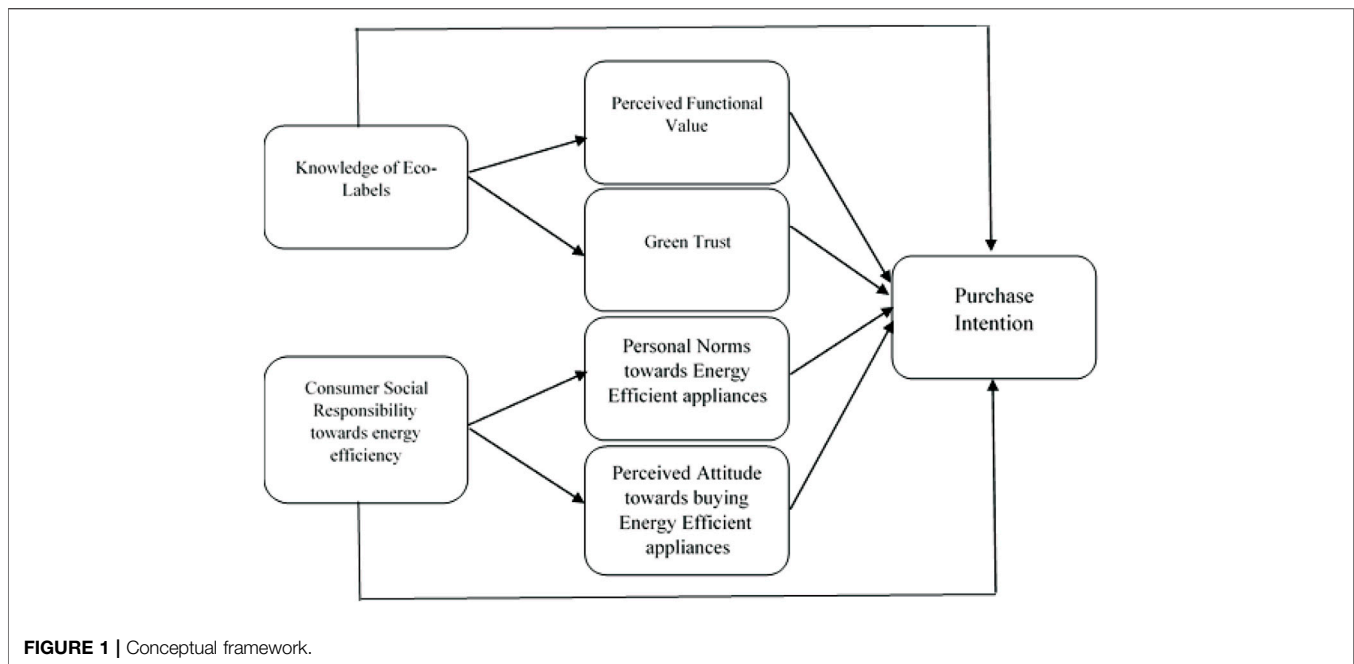 Perceived Functional
Value
Knowledge of Eco-
Labels
Green Trust
Purchase
Intention
Personal Norms
towards Energy
Efficient appliances
Consumer Social
Responsibility
towards energy
efficiency
Perceived Attitude
towards buying
Energy Efficient
appliances
FIGURE 1 | Conceptual framework.